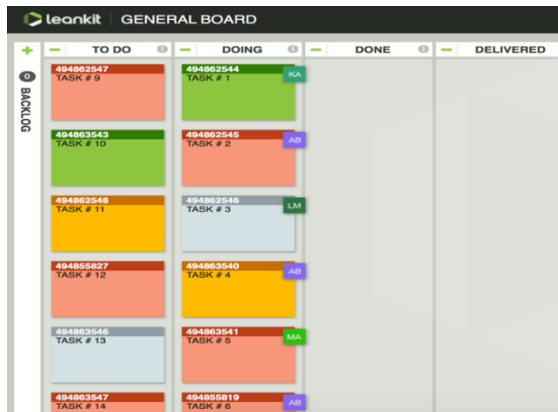 leankit GENERAL BOARD
TO DO
DOING
DONE
DELIVERED
0
BACKLOG
494862547
TASK # 9
494863543
TASK # 10
494862548
TASK # 11
494855827
TASK # 12
494863546
TASK # 13
494863547
TASK # 14
494862544
TASK # 1
KA
494862545
TASK # 2
AB
494862546
TASK # 3
LM
494863540
TASK # 4
AB
494863541
TASK # 5
MA
494855819
TASK # 6
AB